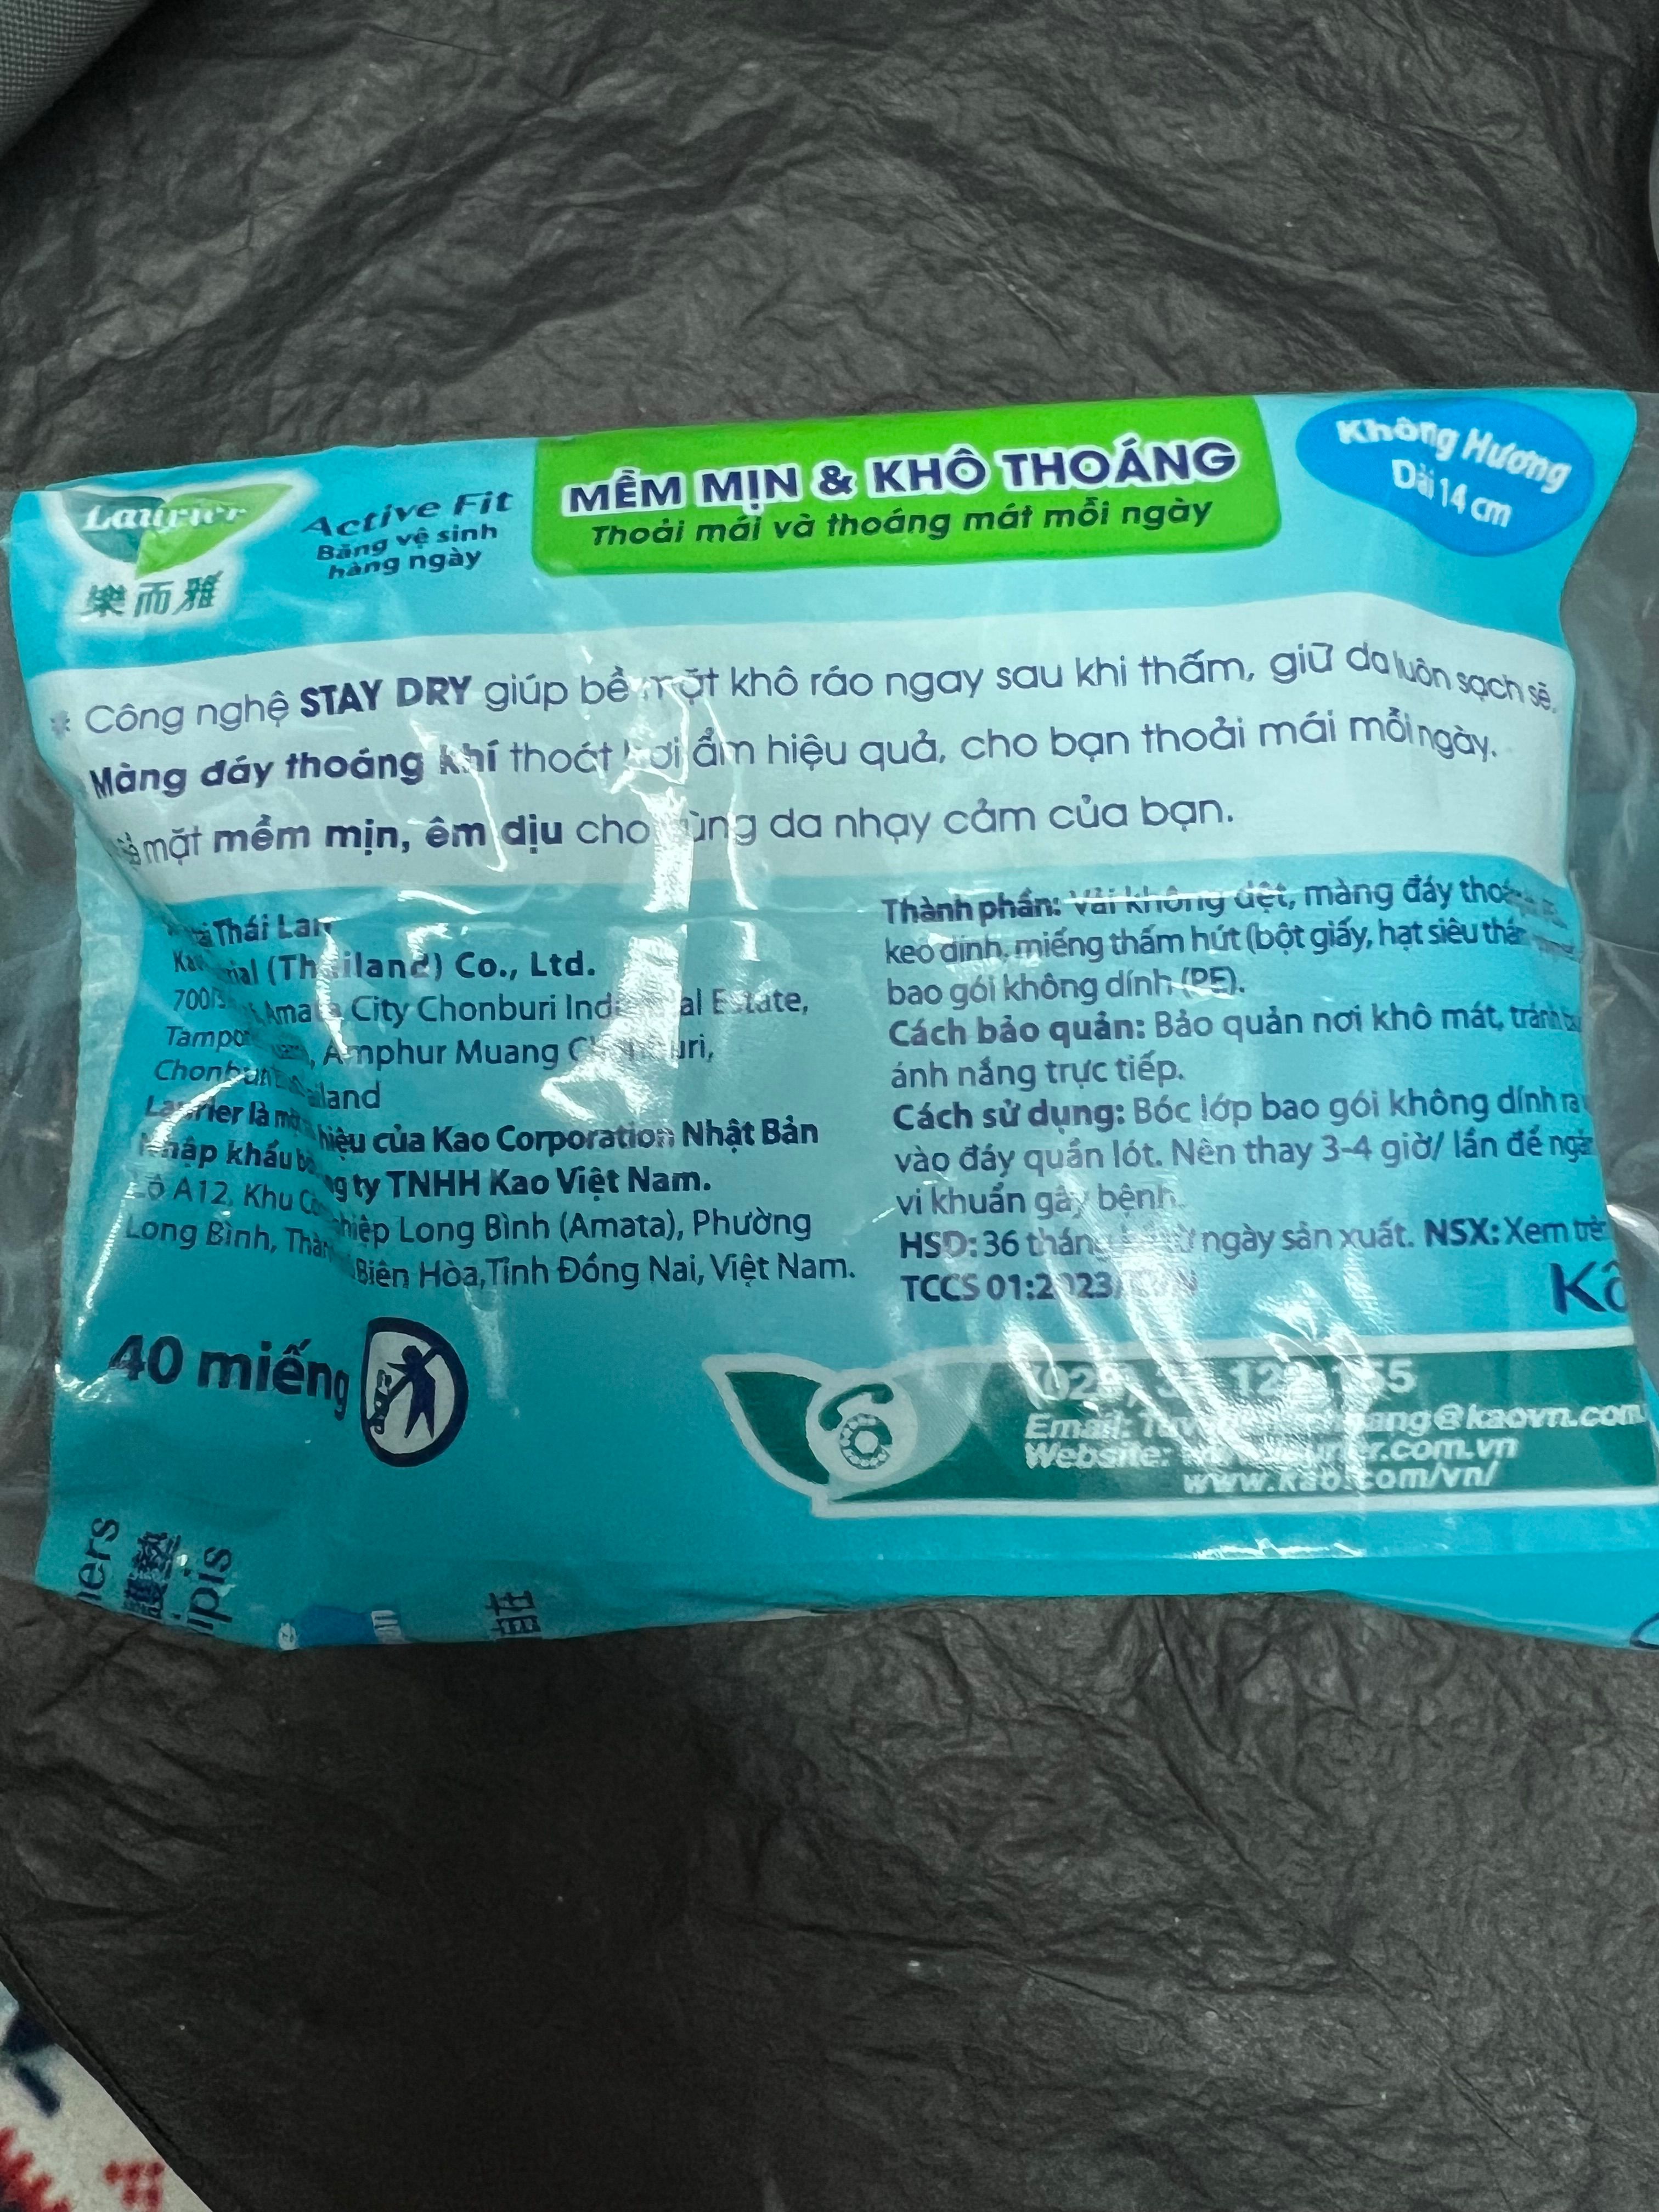 Laurier
樂而雅
Active Fit
Băng vệ sinh
hàng ngày
MỀM MỊN & KHÔ THOÁNG
Thoải mái và thoáng mát mỗi ngày
Không Hương
Dài 14 cm
* Công nghệ STAY DRY giúp bề mặt khô ráo ngay sau khi thấm, giữ da luôn sạch sẽ.
Màng đáy thoáng khí thoát hơi ẩm hiệu quả, cho bạn thoải mái mỗi ngày.
mặt mềm mịn, êm dịu cho vùng da nhạy cảm của bạn.
Thái Lan
(Thailand) Co., Ltd.
Amata City Chonburi Industrial Estate,
Amphur Muang Chonburi,
Chonburi Thailand
Laurier là một hiệu của Kao Corporation Nhật Bản
Nhập khẩu bởi ty TNHH Kao Việt Nam.
Lô A12, Khu Công nghiệp Long Bình (Amata), Phường
Long Bình, Thành Biên Hòa, Tỉnh Đồng Nai, Việt Nam.
40 miếng
Thành phần: Vải không dệt, màng đáy
keo dính, miếng thấm hút (bột giấy, hạt siêu
bao gói không dính (PE).
Cách bảo quản: Bảo quản nơi khô mát, tránh
ánh nắng trực tiếp.
Cách sử dụng: Bóc lớp bao gói không dính ra
vào đáy quần lót. Nên thay 3-4 giờ/ lần để
vi khuẩn gây bệnh.
HSD: 36 tháng kể từ ngày sản xuất. NSX: Xem
TCCS 01:2023
Email:
Website:
www.kao.com/vn/